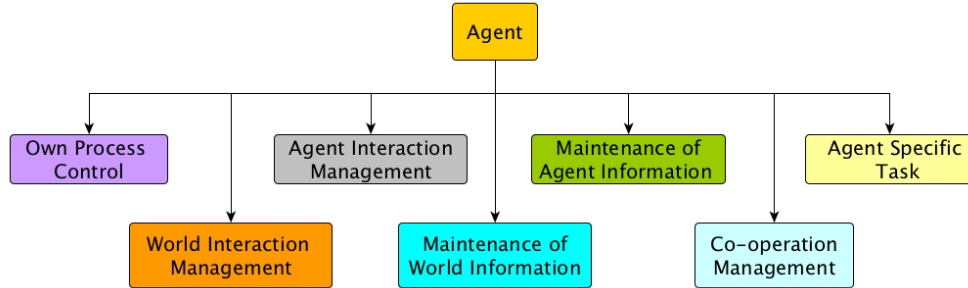 Agent
Own Process
Control
Agent Interaction
Management
Maintenance of
Agent Information
Agent Specific
Task
World Interaction
Management
Maintenance of
World Information
Co-operation
Management